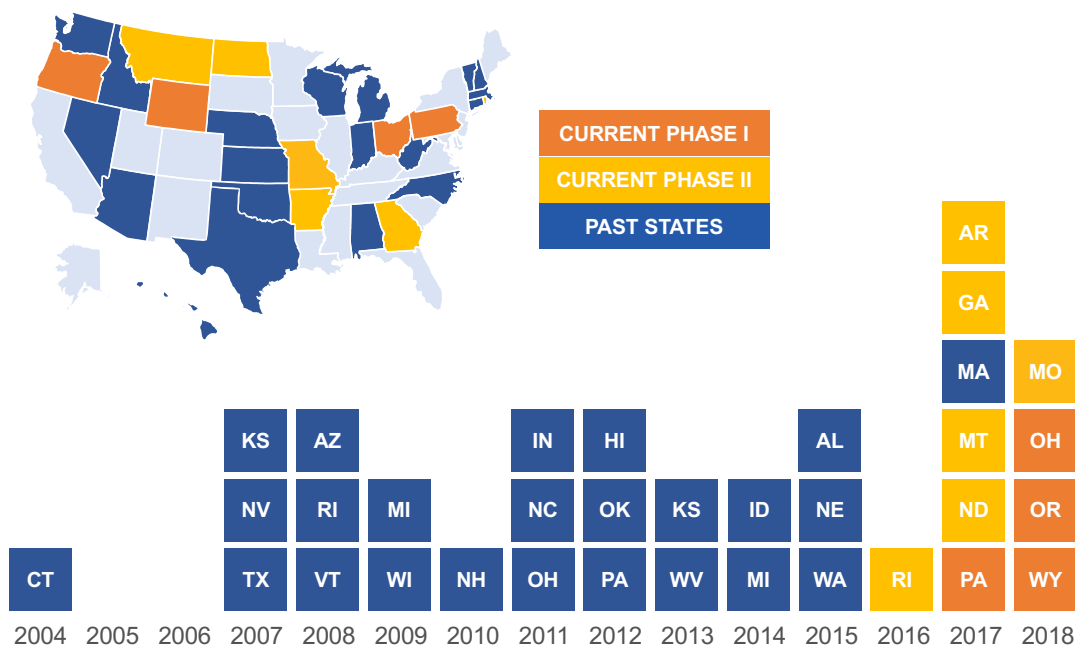 CURRENT PHASE I
CURRENT PHASE II
PAST STATES
AR
GA
MA MO
KS AZ IN HI AL MT OH
NV RI MI NC OK KS ID NE ND OR
CT TX VT WI NH OH PA WV MI WA RI PA WY
2004 2005 2006 2007 2008 2009 2010 2011 2012 2013 2014 2015 2016 2017 2018